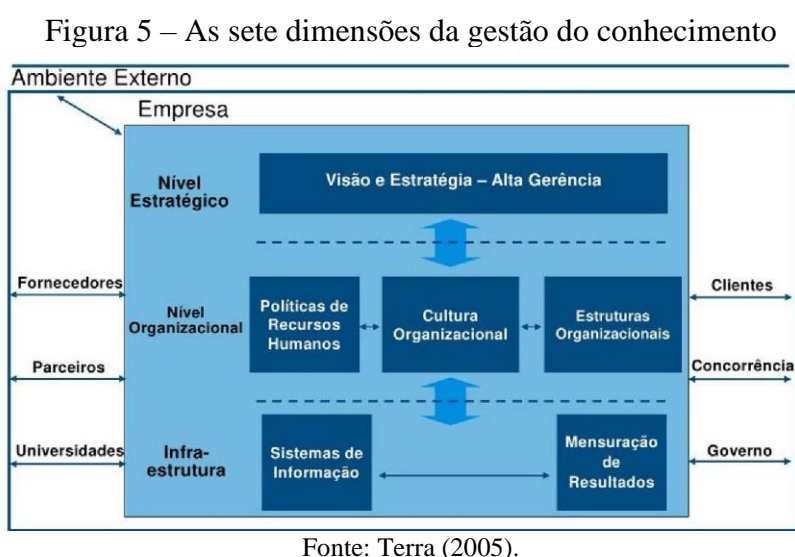 Figura 5 – As sete dimensões da gestão do conhecimento
Ambiente Externo
Empresa
Nível
Estratégico
Visão e Estratégia – Alta Gerência
Fornecedores
Nível
Organizacional
Políticas de
Recursos
Humanos
Cultura
Organizacional
Estruturas
Organizacionais
Clientes
Parceiros
Concorrência
Universidades
Infra-
estrutura
Sistemas de
Informação
Mensuração
de
Resultados
Governo
Fonte: Terra (2005).